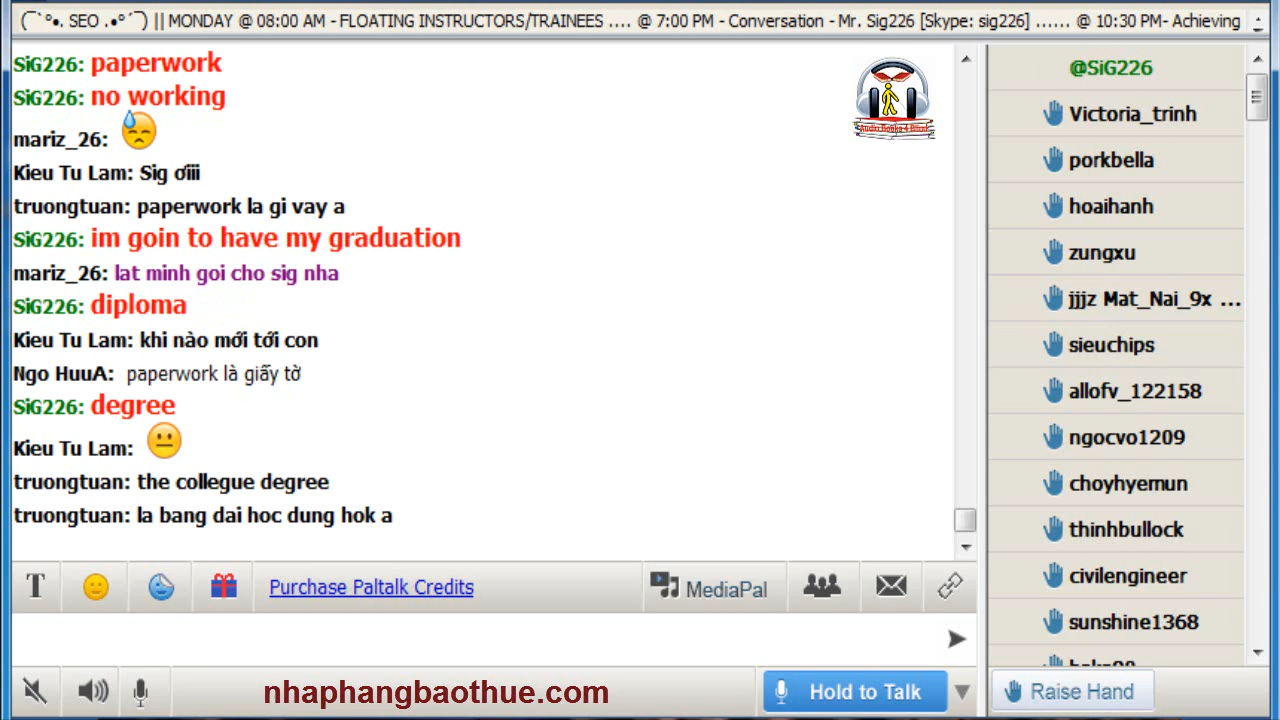 (¯`°•. SEO .•°´¯) || MONDAY @ 08:00 AM - FLOATING INSTRUCTORS/TRAINEES .... @ 7:00 PM - Conversation - Mr. Sig226 [Skype: sig226] ...... @ 10:30 PM- Achieving
SiG226: paperwork
SiG226: no working
mariz_26:
Kieu Tu Lam: Sig ơiii
truongtuan: paperwork la gi vay a
SiG226: im goin to have my graduation
mariz_26: lat minh goi cho sig nha
SiG226: diploma
Kieu Tu Lam: khi nào mới tới con
Ngo HuuA: paperwork là giấy tờ
SiG226: degree
Kieu Tu Lam:
truongtuan: the collegue degree
truongtuan: la bang dai hoc dung hok a
@SiG226
Victoria_trinh
porkbella
hoaihanh
zungxu
jjjz Mat_Nai_9x ...
sieuchips
allofv_122158
ngocvo1209
choyhyemun
thinhbullock
civilengineer
sunshine1368
T
Purchase Paltalk Credits
MediaPal
nhaphangbaothue.com
Hold to Talk
Raise Hand